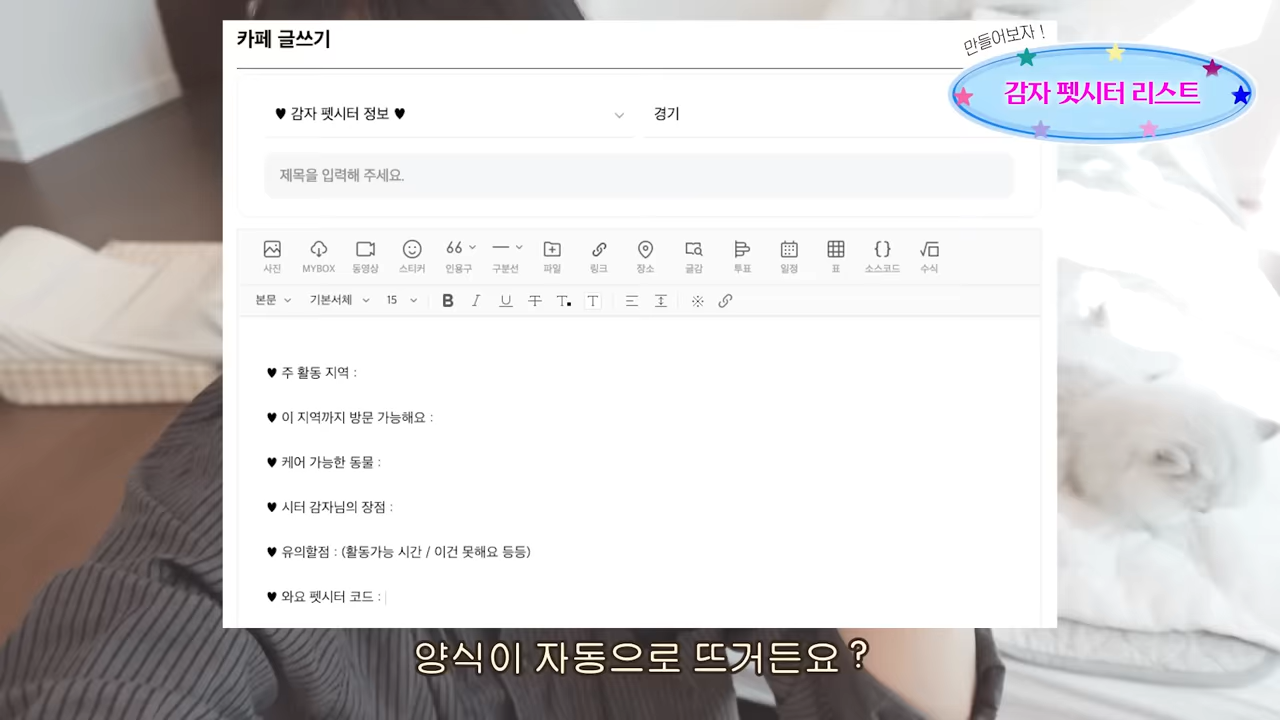 카페 글쓰기
만들어보자 !
감자 펫시터 리스트
♥ 감자 펫시터 정보 ♥
경기
제목을 입력해 주세요.
사진 MYBOX 동영상 스티커 인용구 구분선 파일 링크 장소 글감 투표 일정 표 소스코드 수식
본문 기본서체 15 B I U T T. T
♥ 주 활동 지역 :
♥ 이 지역까지 방문 가능해요 :
♥ 케어 가능한 동물 :
♥ 시터 감자님의 장점 :
♥ 유의할점 : (활동가능 시간 / 이건 못해요 등등)
♥ 와요 펫시터 코드 :
양식이 자동으로 뜨거든요 ?